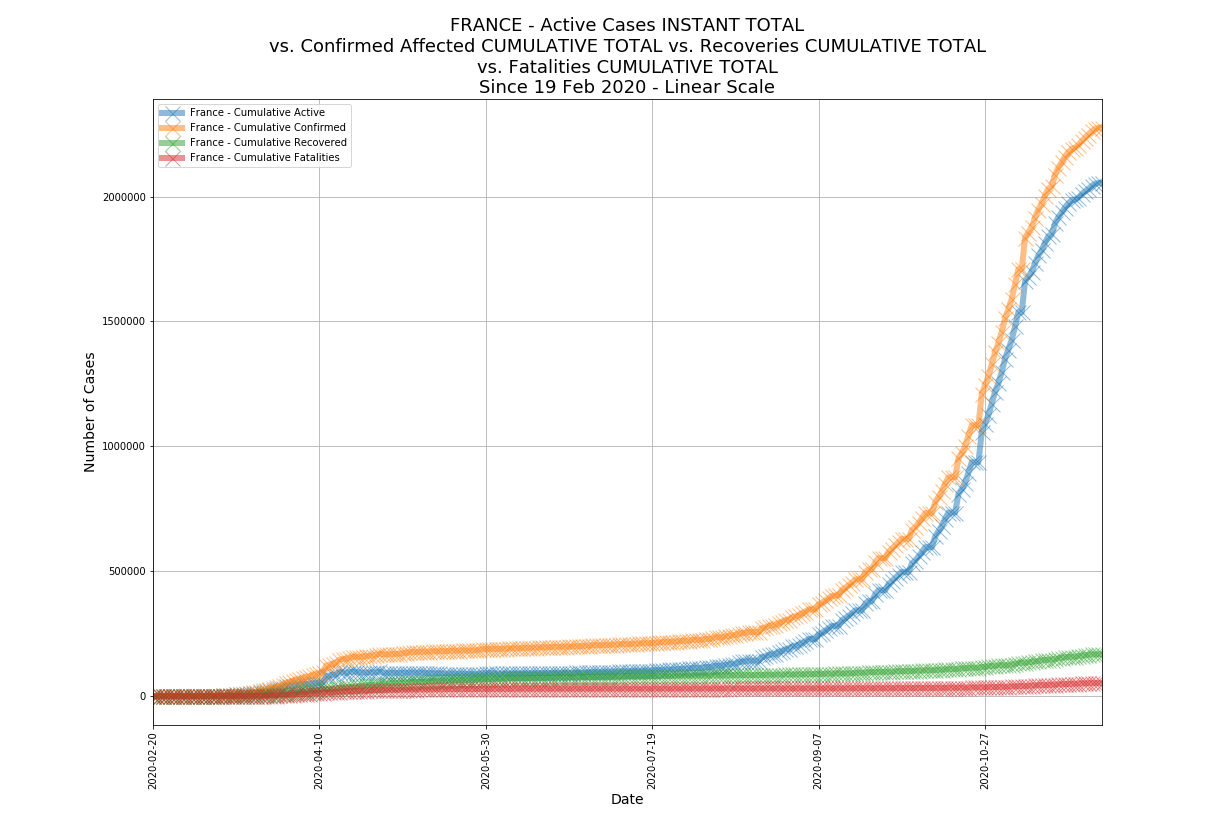 FRANCE - Active Cases INSTANT TOTAL
vs. Confirmed Affected CUMULATIVE TOTAL vs. Recoveries CUMULATIVE TOTAL
vs. Fatalities CUMULATIVE TOTAL
Since 19 Feb 2020 - Linear Scale
France - Cumulative Active
France - Cumulative Confirmed
France - Cumulative Recovered
France - Cumulative Fatalities
Number of Cases
2000000
1500000
1000000
500000
0
2020-02-20
2020-04-10
2020-05-30
2020-07-19
2020-09-07
2020-10-27
Date